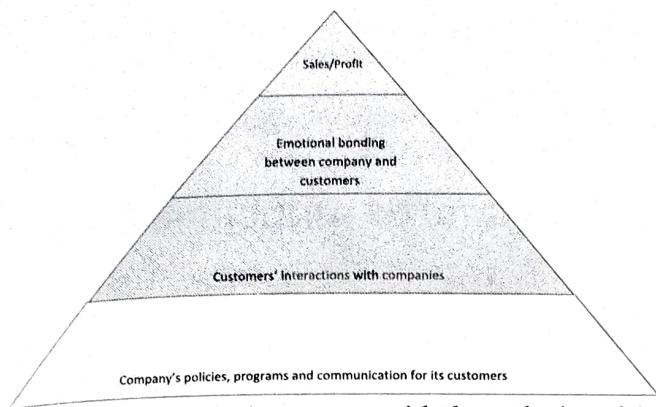 Sales/Profit
Emotional bonding
between company and
customers
Customers' interactions with companies
Company's policies, programs and communication for its customers